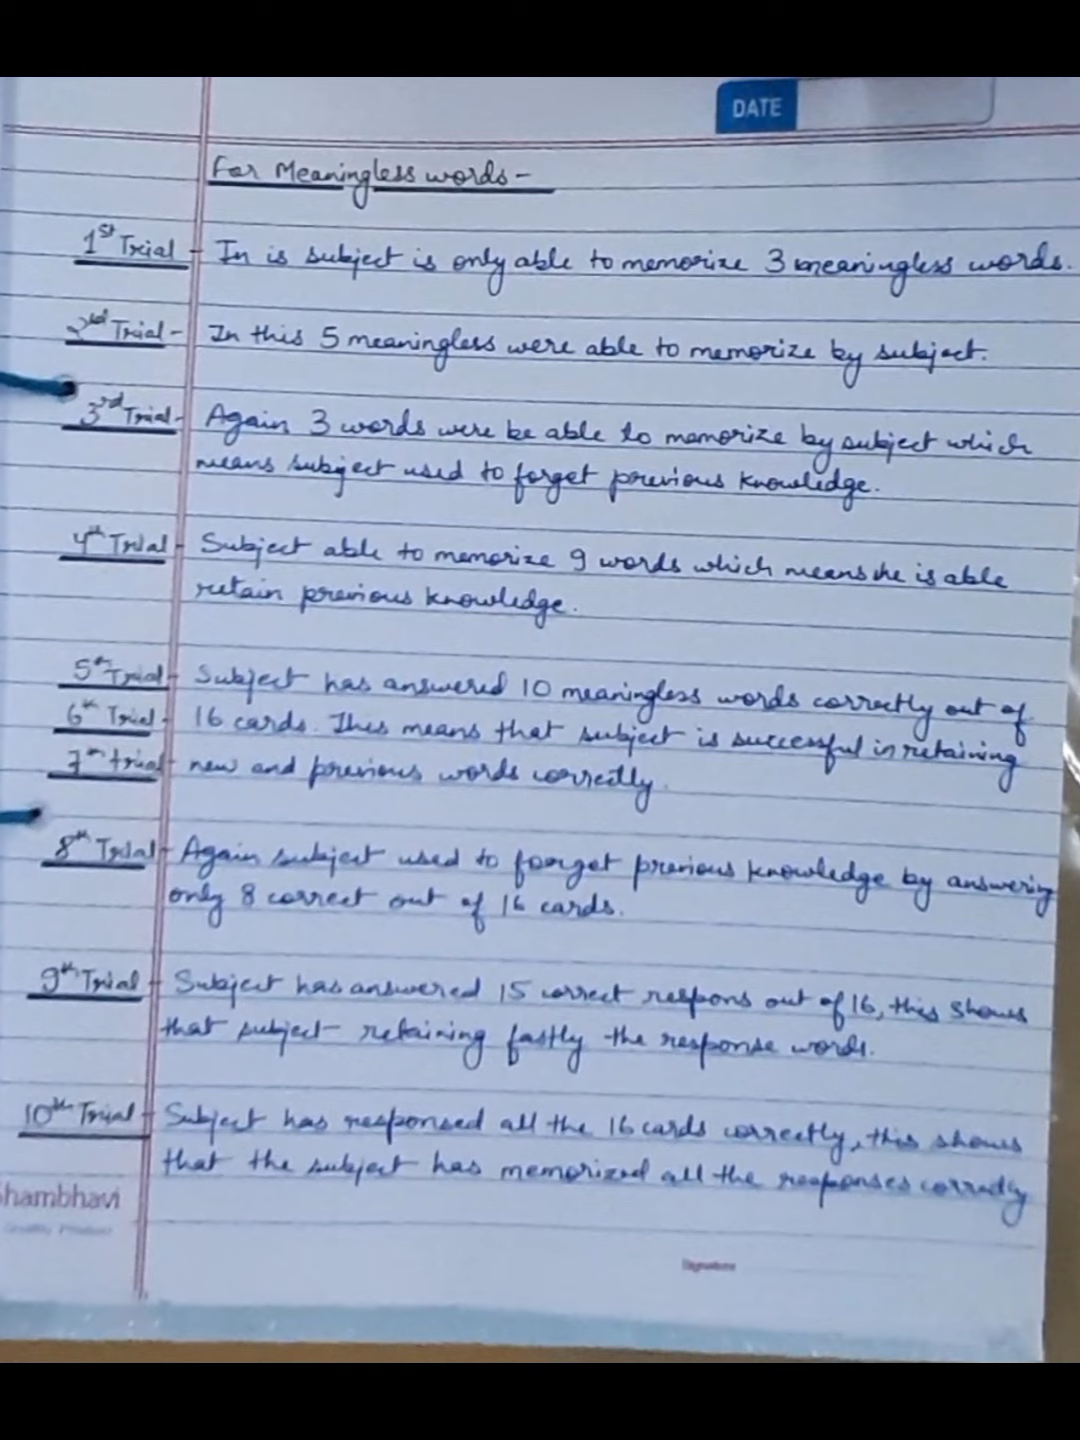 DATE
For Meaningless words-
1st Trial - In is subject is only able to memorize 3 meaningless words.
2nd Trial - In this 5 meaningless were able to memorize by subject.
3rd Trial - Again 3 words were be able to memorize by subject which
means subject used to forget previous knowledge.
4th Trial - Subject able to memorize 9 words which means he is able
retain previous knowledge.
5th Trial - Subject has answered 10 meaningless words correctly out of
6th Trial - 16 cards. This means that subject is successful in retaining
7th trial - new and previous words correctly.
8th Trial - Again subject used to forget previous knowledge by answering
only 8 correct out of 16 cards.
9th Trial - Subject has answered 15 correct respons out of 16, this shows
that subject retaining fastly the response words.
10th Trial - Subject has responsed all the 16 cards correctly, this shows
that the subject has memorized all the responses correctly
Shambhavi
Quality Product
Signature